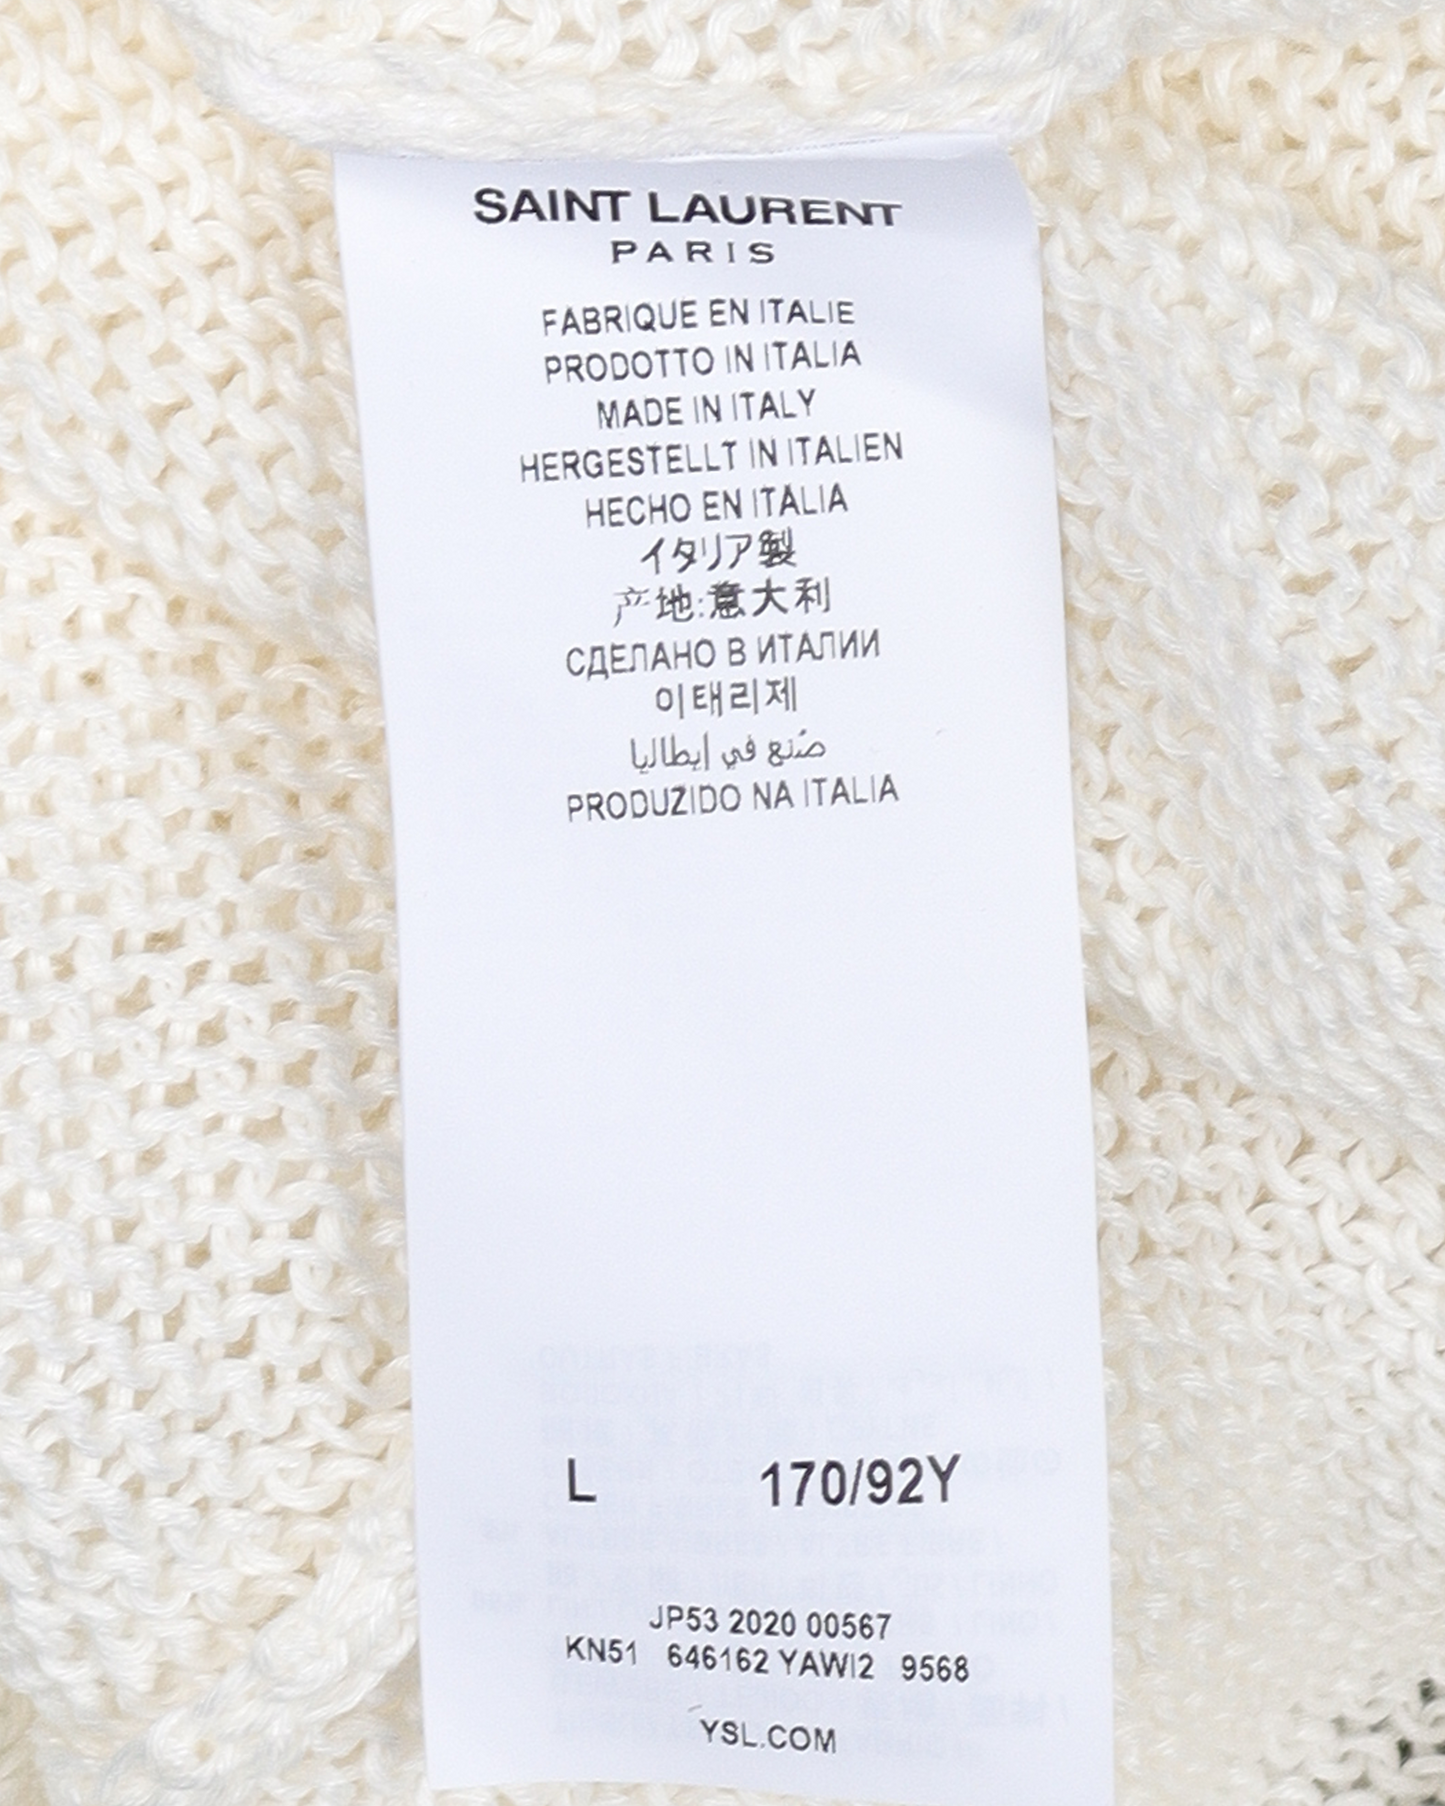 SAINT LAURENT
PARIS
FABRIQUE EN ITALIE
PRODOTTO IN ITALIA
MADE IN ITALY
HERGESTELLT IN ITALIEN
HECHO EN ITALIA
イタリア製
产地:意大利
СДЕЛАНО В ИТАЛИИ
이태리제
صُنع في إيطاليا
PRODUZIDO NA ITALIA
L 170/92Y
JP53 2020 00567
KN51 646162 YAWI2 9568
YSL.COM